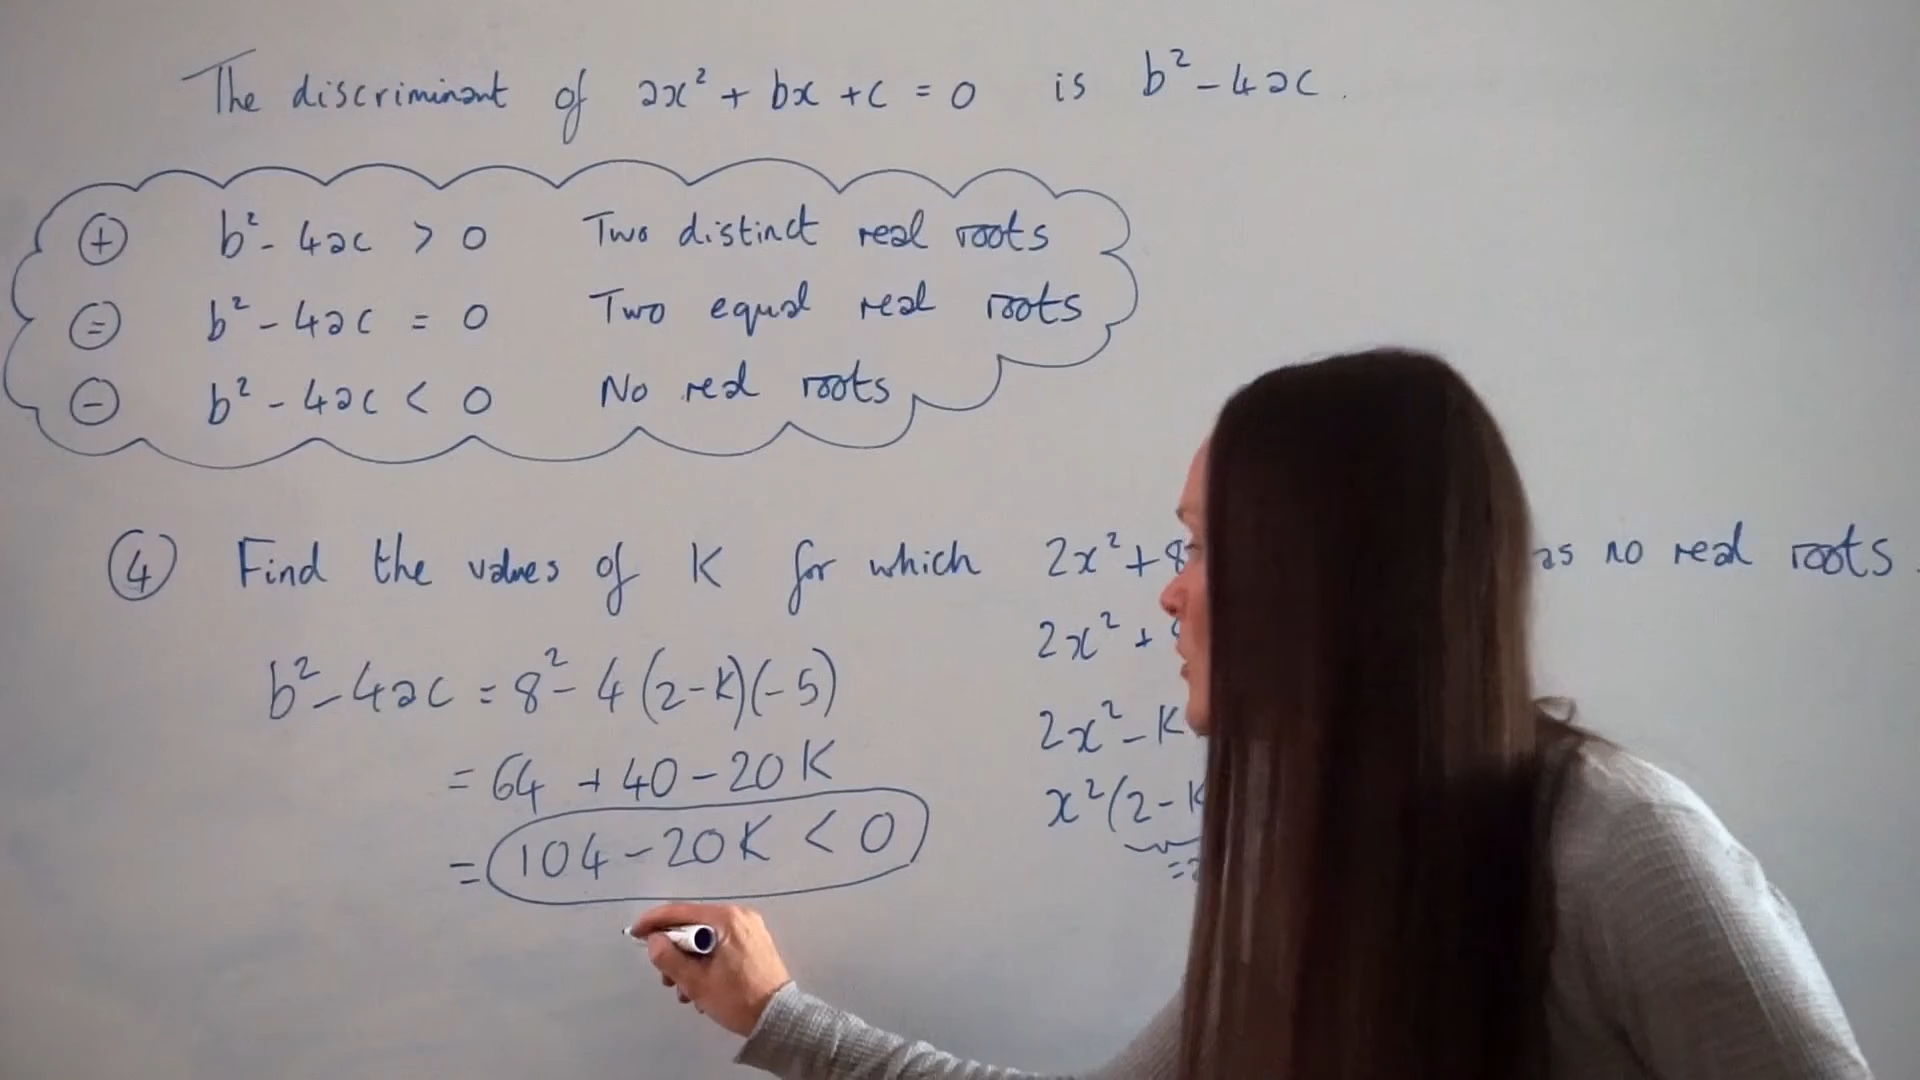 The discriminant of ax² + bx + c = 0 is b² - 4ac.
+ b² - 4ac > 0 Two distinct real roots
= b² - 4ac = 0 Two equal real roots
- b² - 4ac < 0 No real roots
4 Find the values of K for which 2x² + 8 as no real roots.
2x² +
b² - 4ac = 8² - 4(2-K)(-5)
2x² - K
= 64 + 40 - 20K
x²(2-K
= 104 - 20K < 0
=a